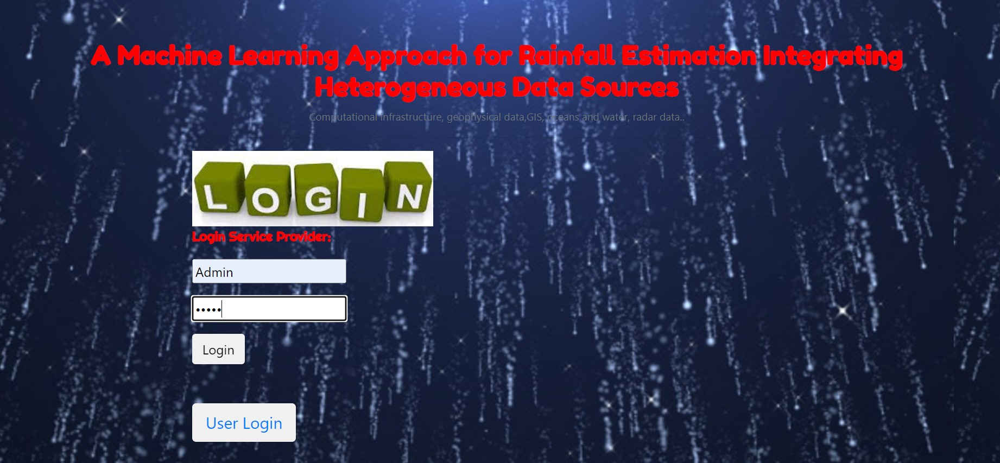 A Machine Learning Approach for Rainfall Estimation Integrating
Heterogeneous Data Sources
Computational infrastructure, geophysical data,GIS, oceans and water, radar data..
LOGIN
Login Service Provider:
Admin
•••••
Login
User Login